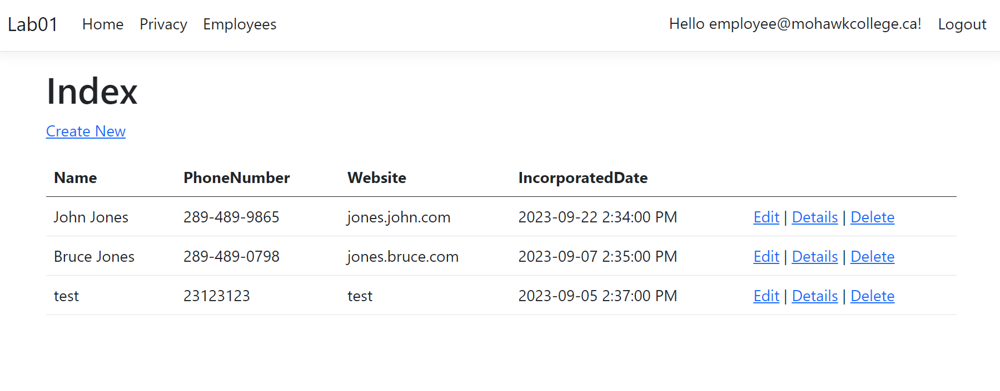 Lab01 Home Privacy Employees Hello employee@mohawkcollege.ca! Logout
Index
Create New
Name PhoneNumber Website IncorporatedDate
John Jones 289-489-9865 jones.john.com 2023-09-22 2:34:00 PM Edit | Details | Delete
Bruce Jones 289-489-0798 jones.bruce.com 2023-09-07 2:35:00 PM Edit | Details | Delete
test 23123123 test 2023-09-05 2:37:00 PM Edit | Details | Delete